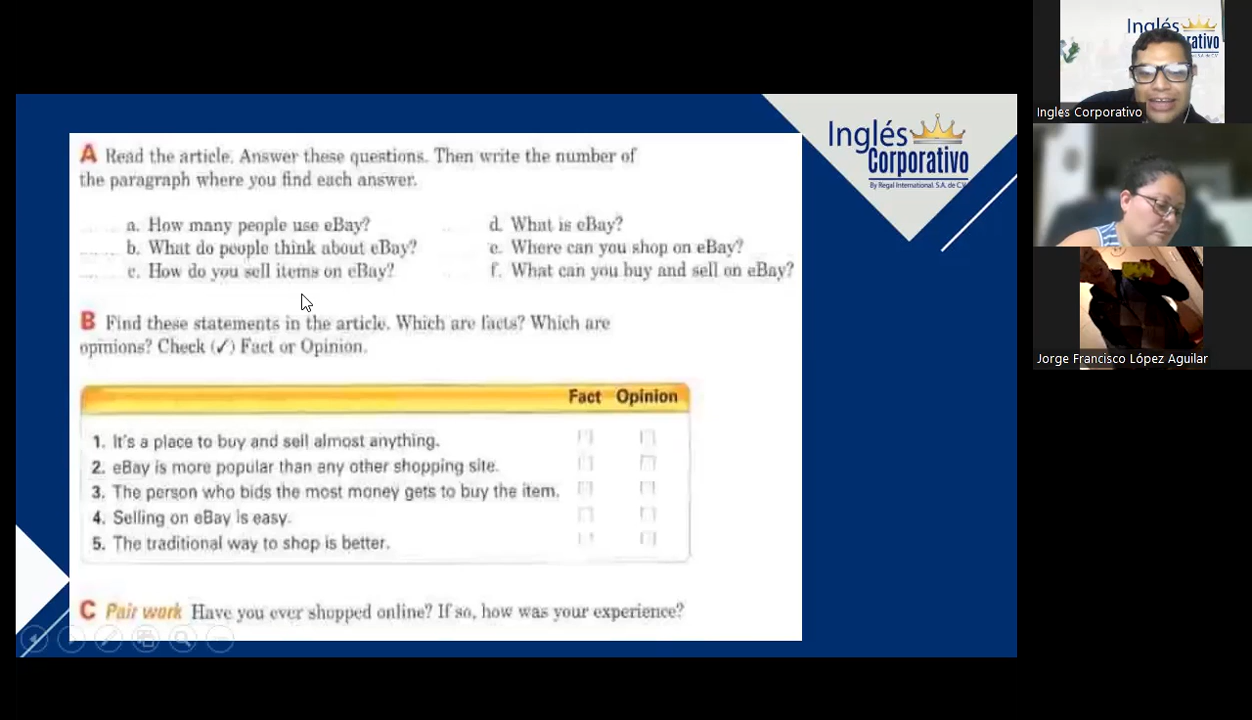 A Read the article. Answer these questions. Then write the number of
the paragraph where you find each answer.
a. How many people use eBay?
b. What do people think about eBay?
c. How do you sell items on eBay?
d. What is eBay?
e. Where can you shop on eBay?
f. What can you buy and sell on eBay?
B Find these statements in the article. Which are facts? Which are
opinions? Check (✓) Fact or Opinion.
Fact Opinion
1. It's a place to buy and sell almost anything.
2. eBay is more popular than any other shopping site.
3. The person who bids the most money gets to buy the item.
4. Selling on eBay is easy.
5. The traditional way to shop is better.
C Pair work Have you ever shopped online? If so, how was your experience?
Inglés
Corporativo
By Regal International. S.A. de C.V.
Inglés
Ingles Corporativo
Jorge Francisco López Aguilar